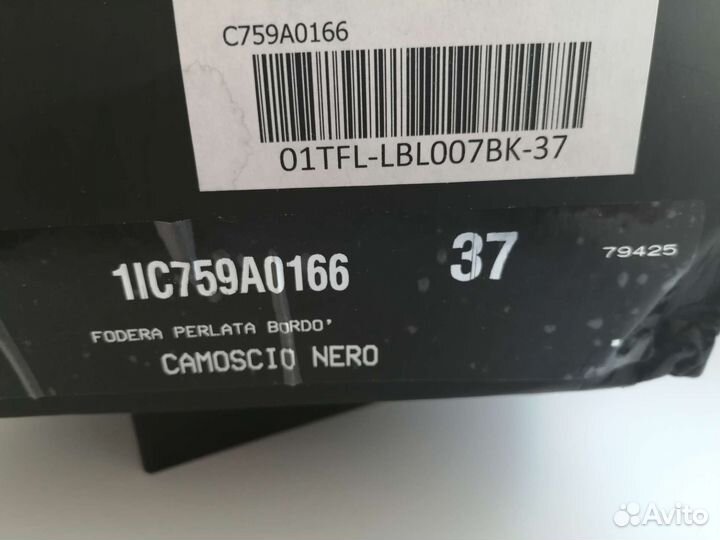 C759A0166
01TFL-LBL007BK-37
1IC759A0166 37 79425
FODERA PERLATA BORDO'
CAMOSCIO NERO
Avito